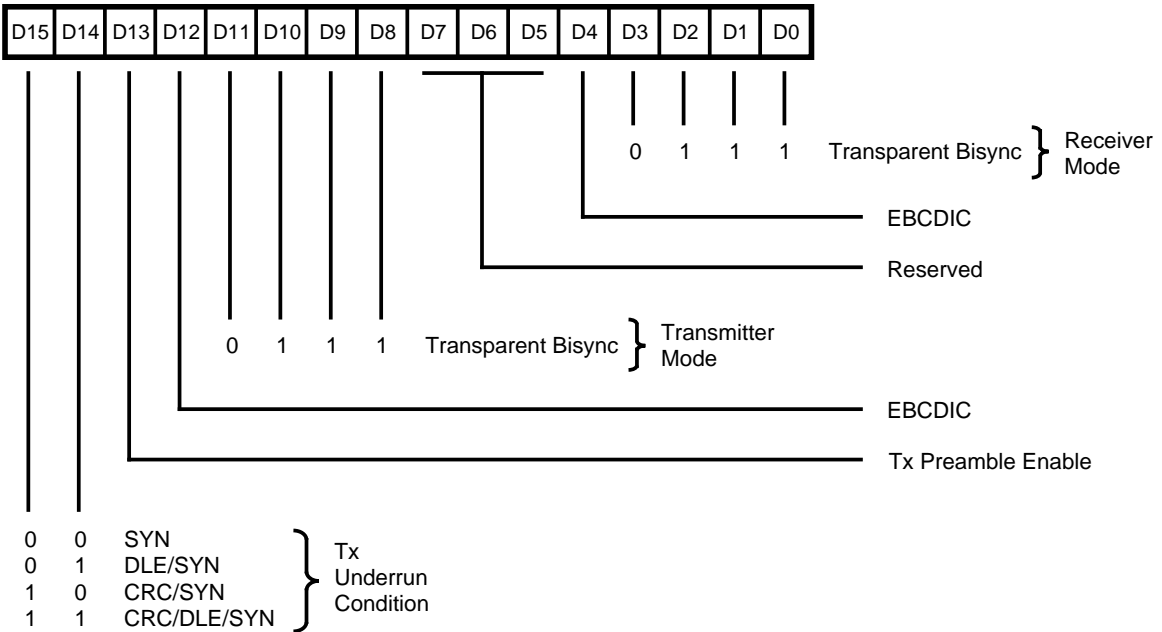 D15 D14 D13 D12 D11 D10 D9 D8 D7 D6 D5 D4 D3 D2 D1 D0
0 1 1 1 Transparent Bisync } Receiver
Mode
EBCDIC
Reserved
0 1 1 1 Transparent Bisync } Transmitter
Mode
EBCDIC
Tx Preamble Enable
0 0 SYN
0 1 DLE/SYN
1 0 CRC/SYN
1 1 CRC/DLE/SYN
Tx
Underrun
Condition